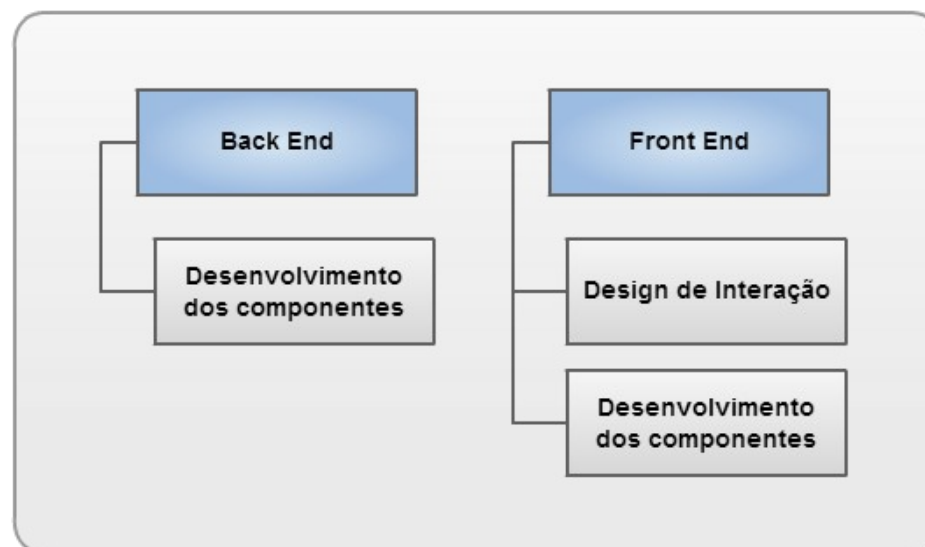 Back End
Desenvolvimento
dos componentes
Front End
Design de Interação
Desenvolvimento
dos componentes